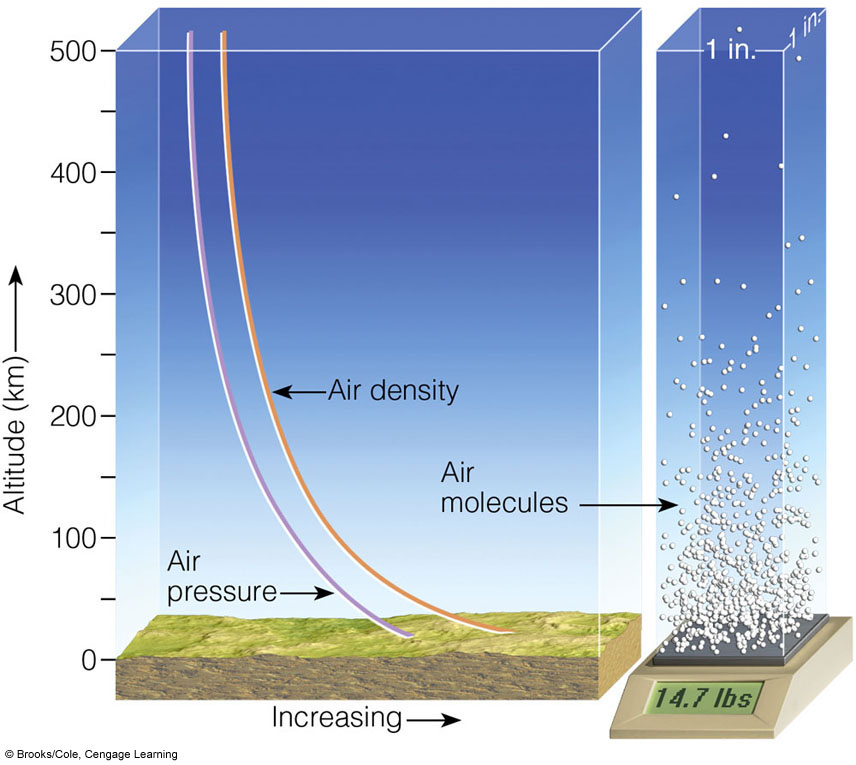 500
400
300
200
100
0
Altitude (km)
Air density
Air
molecules
Air
pressure
Increasing
1 in.
1 in.
14.7 lbs
© Brooks/Cole, Cengage Learning